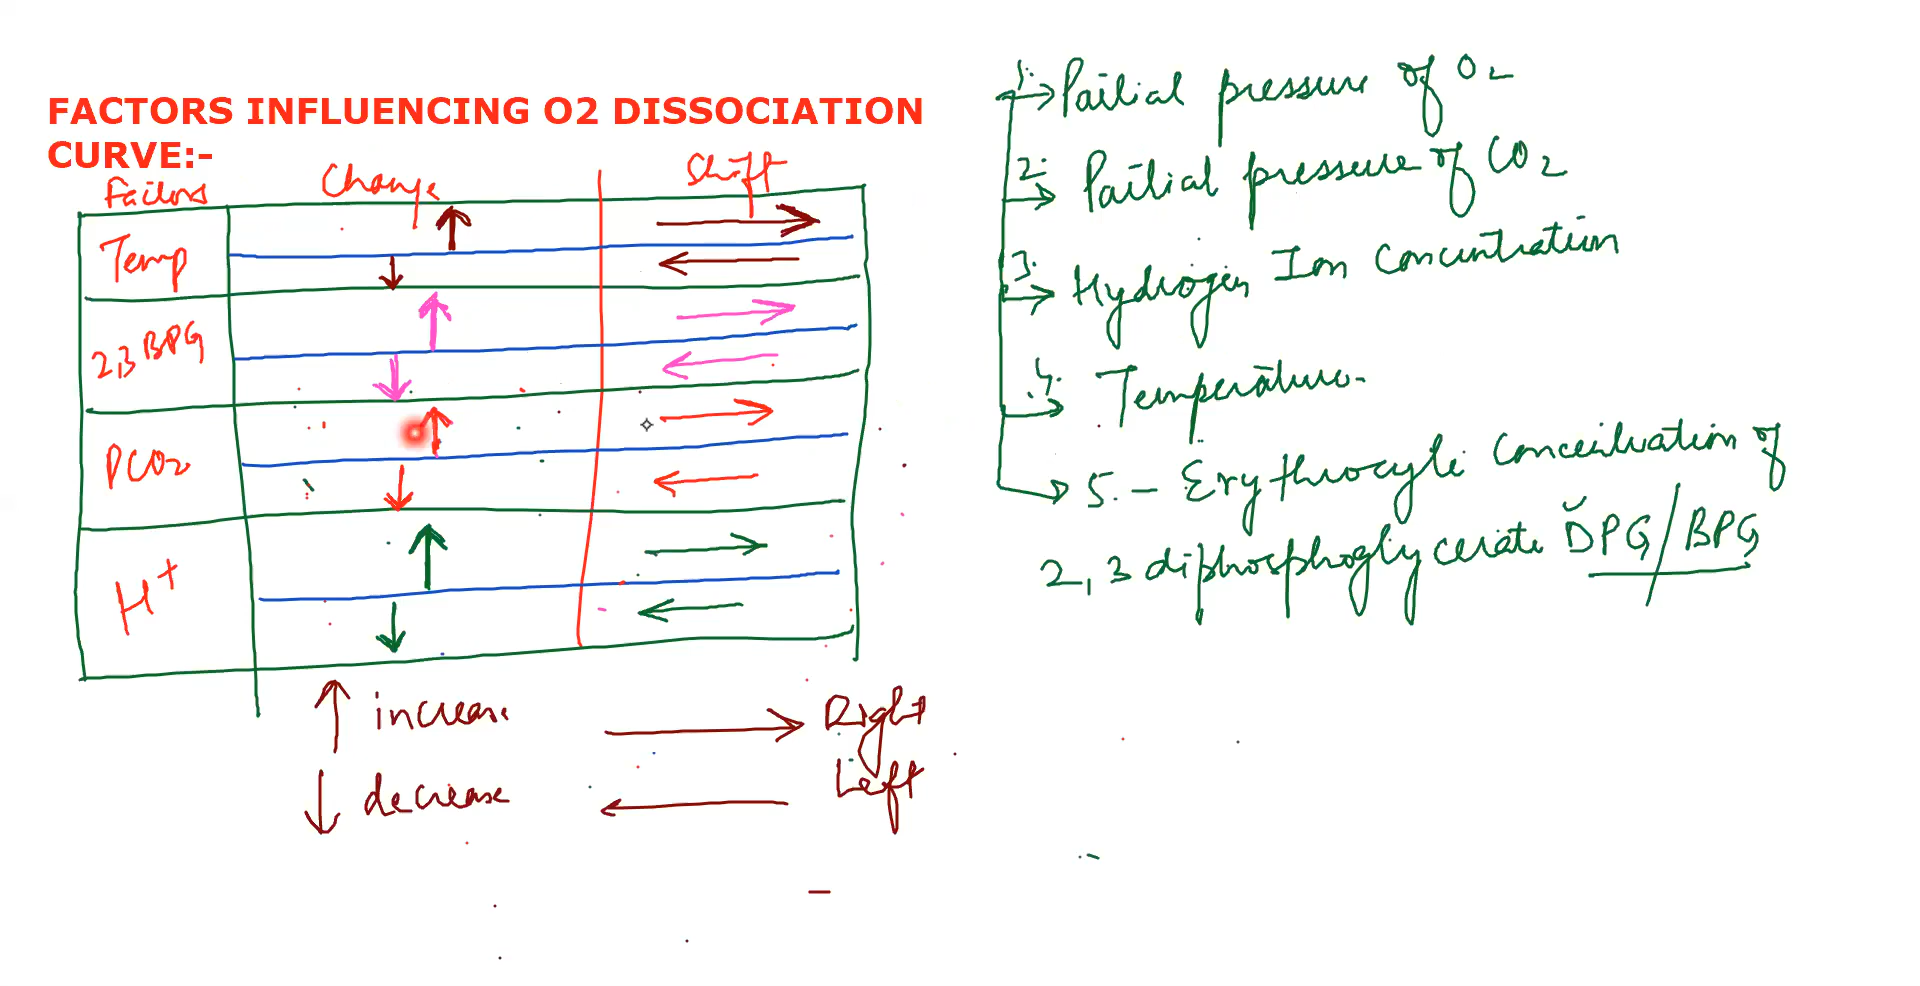 FACTORS INFLUENCING O2 DISSOCIATION
CURVE:-
Factors Change Shift
Temp
2,3 BPG
PCO2
H+
↑ increase → Right
↓ decrease ← Left
1. → Partial pressure of O2
2. → Partial pressure of CO2
3. → Hydrogen Ion Concentration
4. → Temperature
→ 5. - Erythrocyte Concentration of
2,3 diphosphoglycerate DPG/BPG